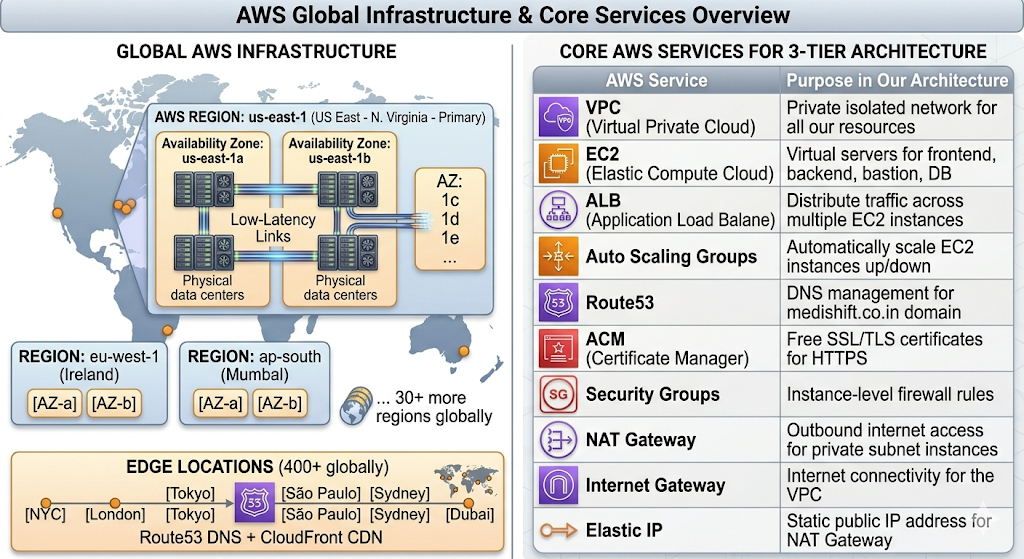 AWS Global Infrastructure & Core Services Overview
GLOBAL AWS INFRASTRUCTURE
AWS REGION: us-east-1 (US East - N. Virginia - Primary)
Availability Zone:
us-east-1a
Availability Zone:
us-east-1b
Low-Latency
Links
Physical
data centers
Physical
data centers
AZ:
1c
1d
1e
...
REGION: eu-west-1
(Ireland)
[AZ-a] [AZ-b]
REGION: ap-south
(Mumbal)
[AZ-a] [AZ-b]
... 30+ more
regions globally
EDGE LOCATIONS (400+ globally)
[Tokyo] 53 [São Paulo] [Sydney]
[NYC] [London] [Tokyo] [São Paulo] [Sydney] [Dubai]
Route53 DNS + CloudFront CDN
CORE AWS SERVICES FOR 3-TIER ARCHITECTURE
AWS Service Purpose in Our Architecture
VPC
VPC
(Virtual Private Cloud)
Private isolated network for
all our resources
EC2
(Elastic Compute Cloud)
Virtual servers for frontend,
backend, bastion, DB
ALB
(Application Load Balane)
Distribute traffic across
multiple EC2 instances
Auto Scaling Groups
Automatically scale EC2
instances up/down
53
Route53
DNS management for
medishift.co.in domain
ACM
(Certificate Manager)
Free SSL/TLS certificates
for HTTPS
SG
Security Groups
Instance-level firewall rules
NAT Gateway
Outbound internet access
for private subnet instances
Internet Gateway
Internet connectivity for the
VPC
Elastic IP
Static public IP address for
NAT Gateway